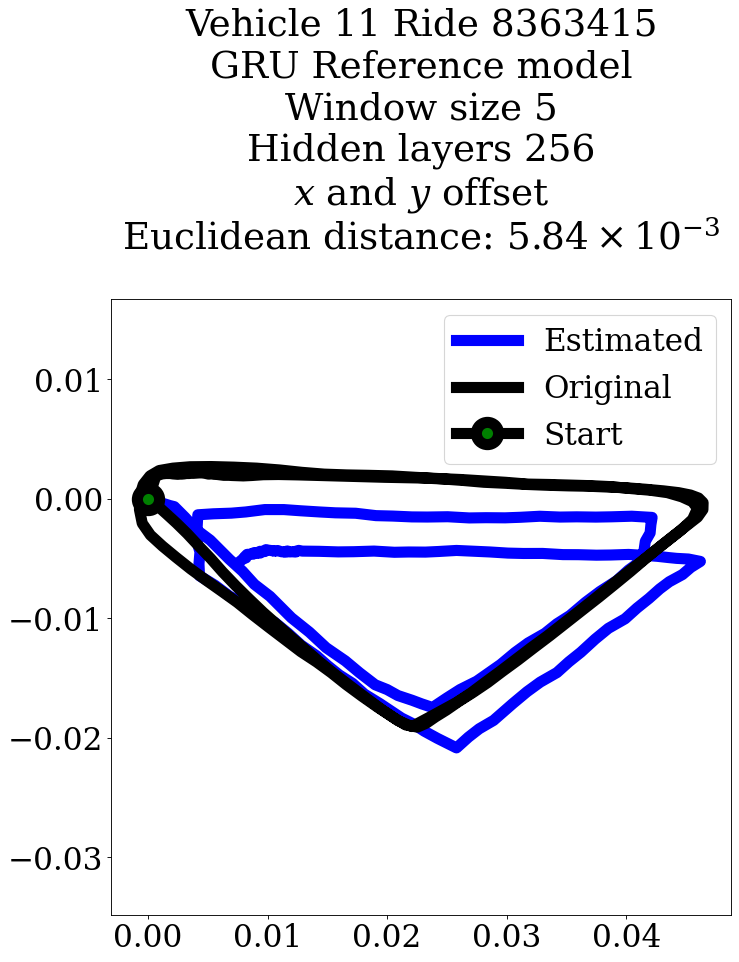 Vehicle 11 Ride 8363415
GRU Reference model
Window size 5
Hidden layers 256
x and y offset
Euclidean distance: 5.84 × 10⁻³
Estimated
Original
Start
0.01
0.00
−0.01
−0.02
−0.03
0.00 0.01 0.02 0.03 0.04